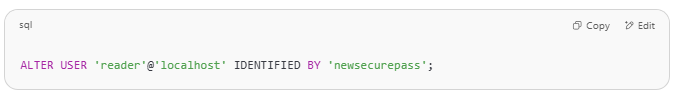 sql Copy Edit
ALTER USER 'reader'@'localhost' IDENTIFIED BY 'newsecurepass';